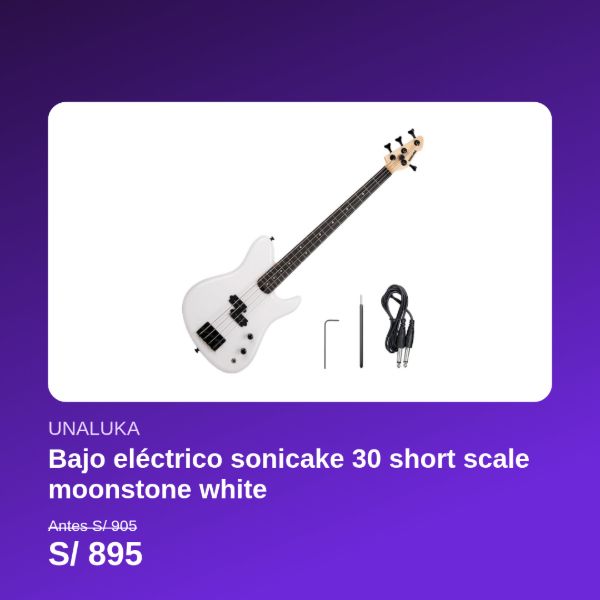 UNALUKA
Bajo eléctrico sonicake 30 short scale
moonstone white
Antes S/ 905
S/ 895